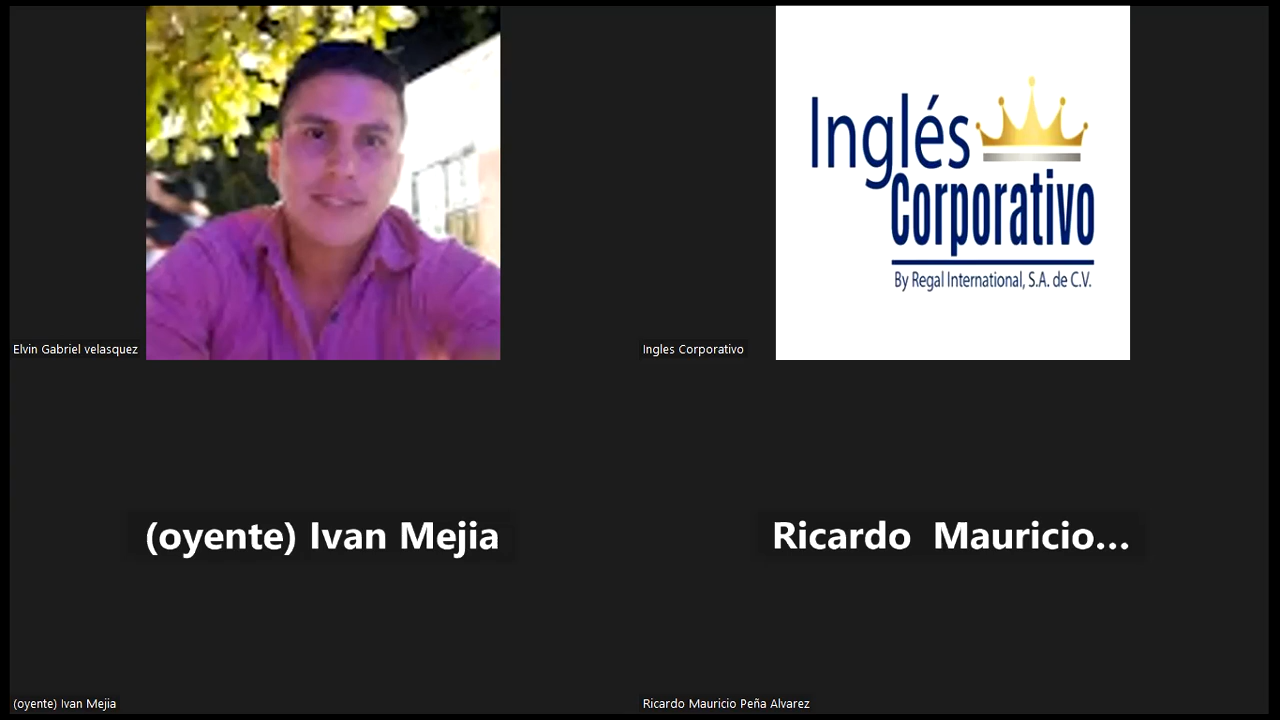 Inglés
Corporativo
By Regal International, S.A. de C.V.
Elvin Gabriel velasquez
Ingles Corporativo
(oyente) Ivan Mejia
Ricardo Mauricio...
(oyente) Ivan Mejia
Ricardo Mauricio Peña Alvarez